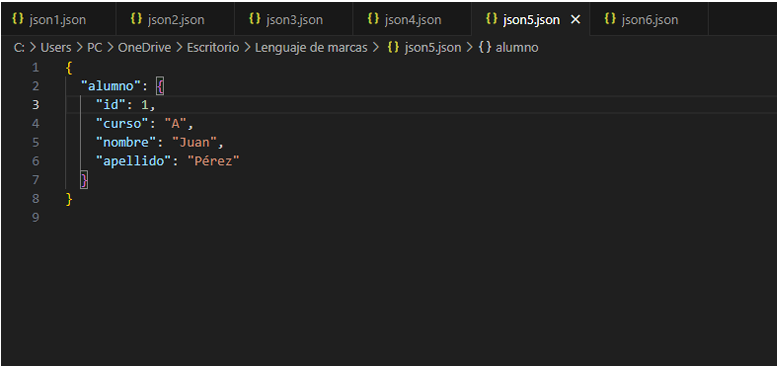 {} json1.json {} json2.json {} json3.json {} json4.json {} json5.json × {} json6.json
C: > Users > PC > OneDrive > Escritorio > Lenguaje de marcas > {} json5.json > {} alumno
1 {
2   "alumno": {
3     "id": 1,
4     "curso": "A",
5     "nombre": "Juan",
6     "apellido": "Pérez"
7   }
8 }
9